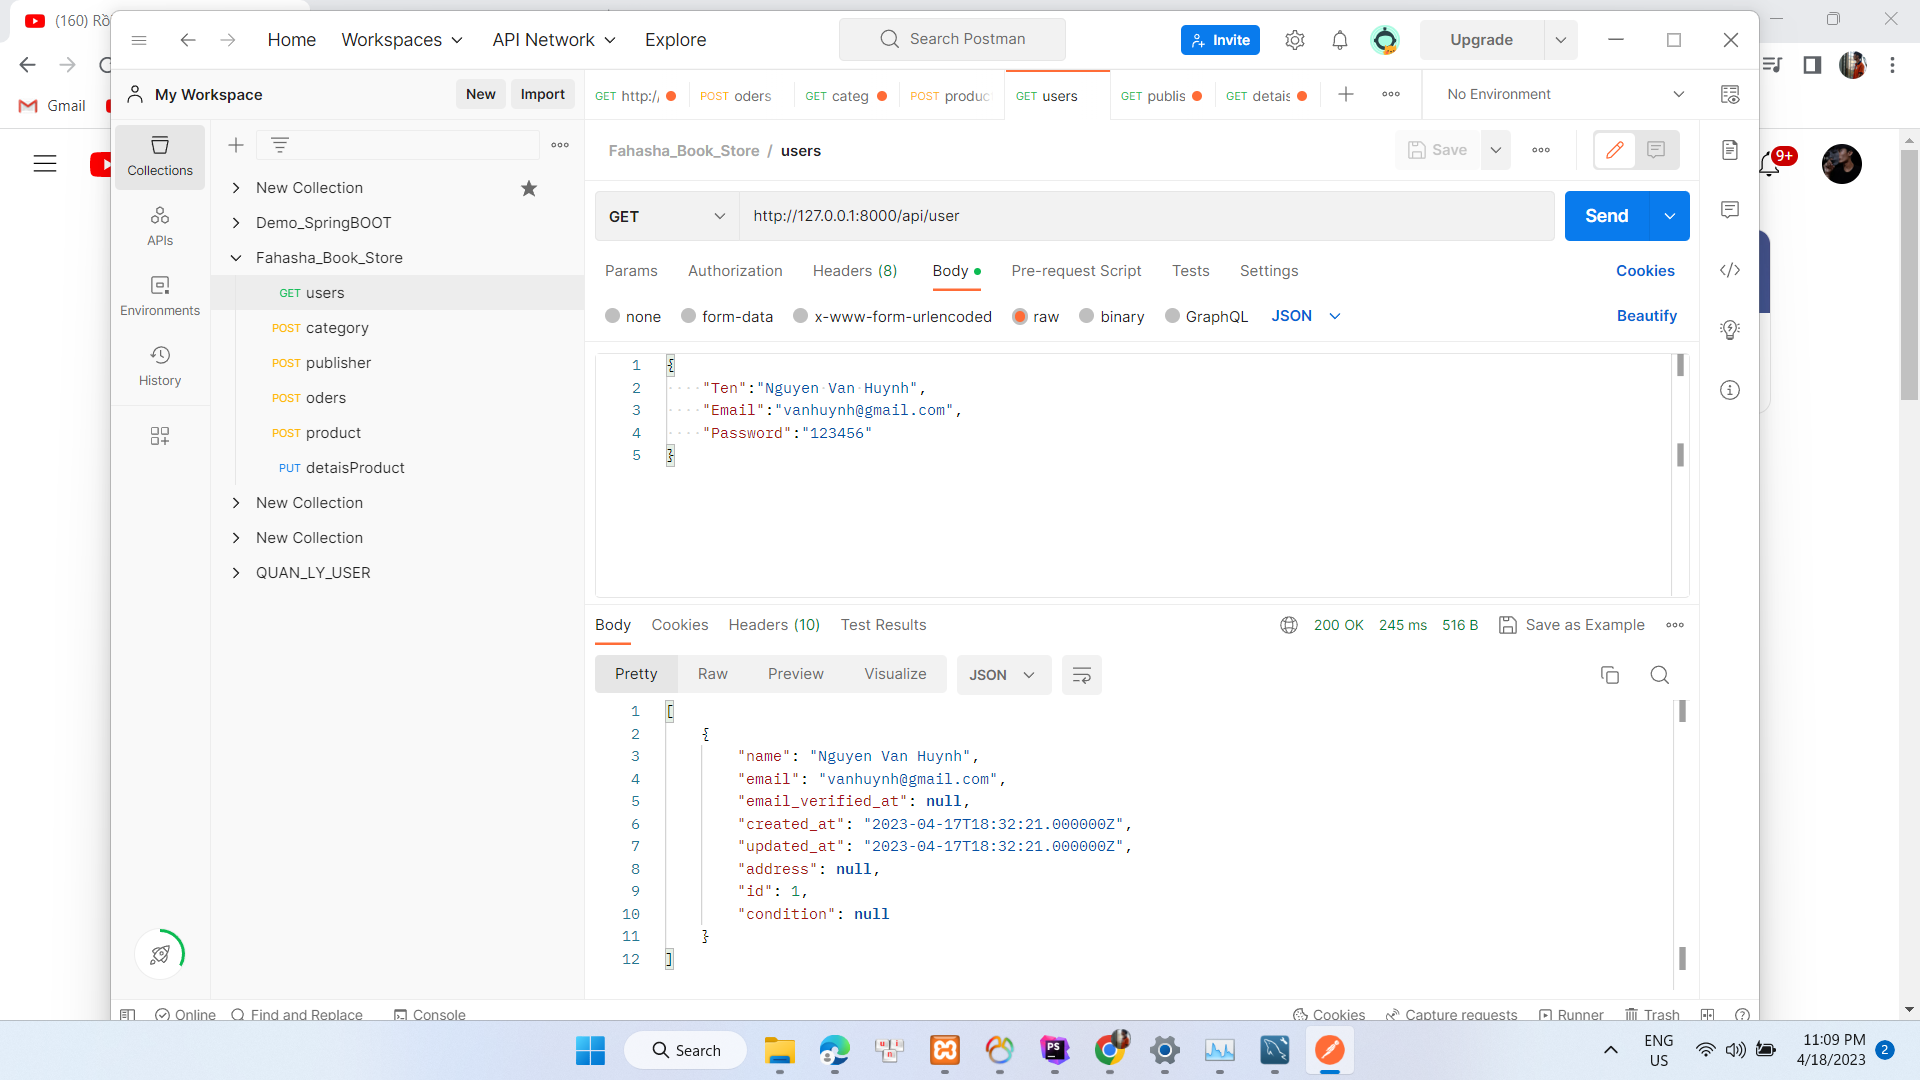 (160) Rồ
Home
Workspaces
API Network
Explore
Search Postman
Invite
Upgrade
Gmail
My Workspace
New
Import
GET http:/
POST oders
GET categ
POST produc
GET users
GET publis
GET detais
No Environment
Collections
APIs
Environments
History
New Collection
Demo_SpringBOOT
Fahasha_Book_Store
GET users
POST category
POST publisher
POST oders
POST product
PUT detaisProduct
New Collection
New Collection
QUAN_LY_USER
Fahasha_Book_Store / users
Save
9+
GET
http://127.0.0.1:8000/api/user
Send
Params
Authorization
Headers (8)
Body
Pre-request Script
Tests
Settings
Cookies
none
form-data
x-www-form-urlencoded
raw
binary
GraphQL
JSON
Beautify
1 {
2 "Ten":"Nguyen Van Huynh",
3 "Email":"vanhuynh@gmail.com",
4 "Password":"123456"
5 }
Body
Cookies
Headers (10)
Test Results
200 OK
245 ms
516 B
Save as Example
Pretty
Raw
Preview
Visualize
JSON
1 [
2 {
3 "name": "Nguyen Van Huynh",
4 "email": "vanhuynh@gmail.com",
5 "email_verified_at": null,
6 "created_at": "2023-04-17T18:32:21.000000Z",
7 "updated_at": "2023-04-17T18:32:21.000000Z",
8 "address": null,
9 "id": 1,
10 "condition": null
11 }
12 ]
Online
Find and Replace
Console
Cookies
Capture requests
Runner
Trash
Search
PS
ENG
US
11:09 PM
4/18/2023
2